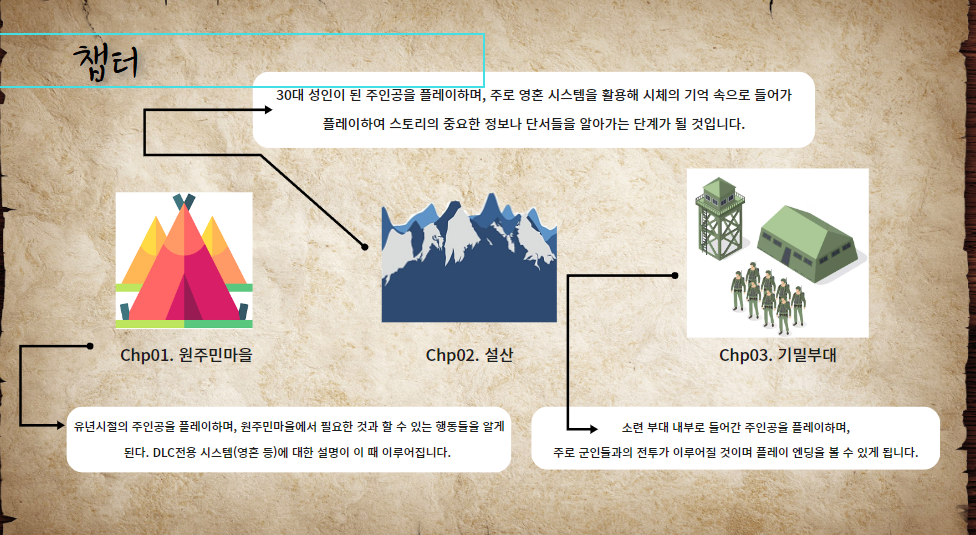 챕터
30대 성인이 된 주인공을 플레이하며, 주로 영혼 시스템을 활용해 시체의 기억 속으로 들어가
플레이하여 스토리의 중요한 정보나 단서들을 알아가는 단계가 될 것입니다.
Chp01. 원주민마을
Chp02. 설산
Chp03. 기밀부대
유년시절의 주인공을 플레이하며, 원주민마을에서 필요한 것과 할 수 있는 행동들을 알게
된다. DLC전용 시스템(영혼 등)에 대한 설명이 이 때 이루어집니다.
소련 부대 내부로 들어간 주인공을 플레이하며,
주로 군인들과의 전투가 이루어질 것이며 플레이 엔딩을 볼 수 있게 됩니다.